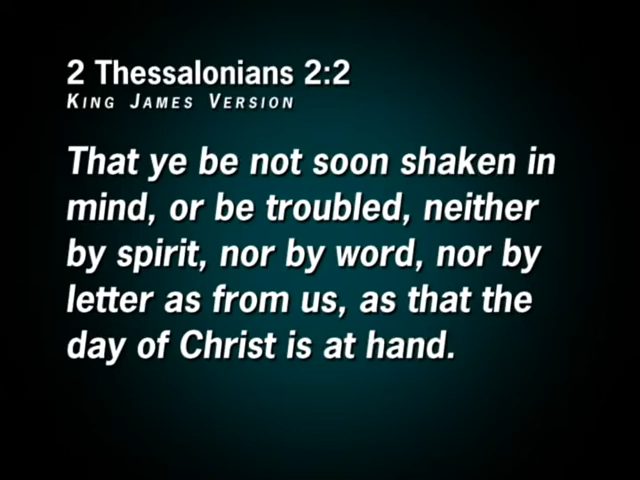 2 Thessalonians 2:2
King James Version
That ye be not soon shaken in
mind, or be troubled, neither
by spirit, nor by word, nor by
letter as from us, as that the
day of Christ is at hand.